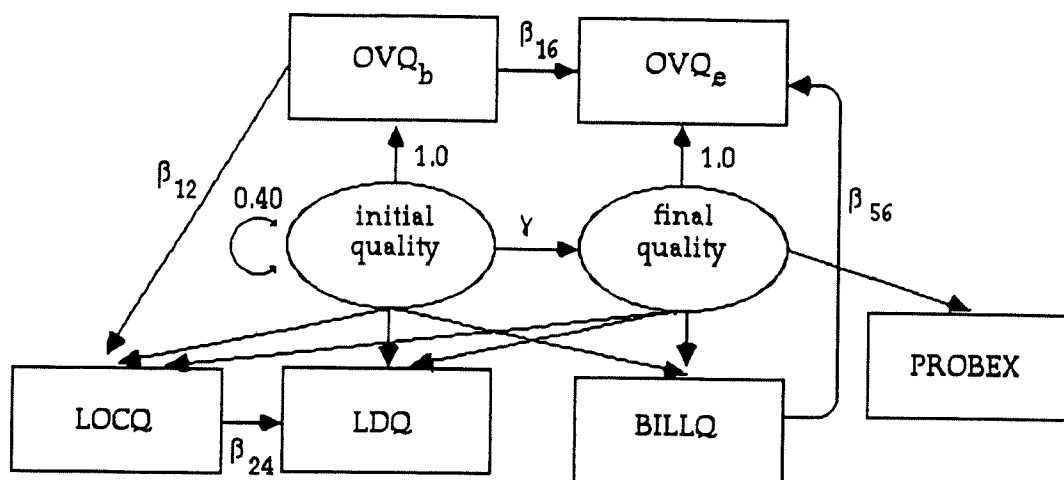 OVQb
β16
OVQe
β12
1.0
1.0
0.40
initial
quality
γ
final
quality
β56
LOCQ
β24
LDQ
BILLQ
PROBEX